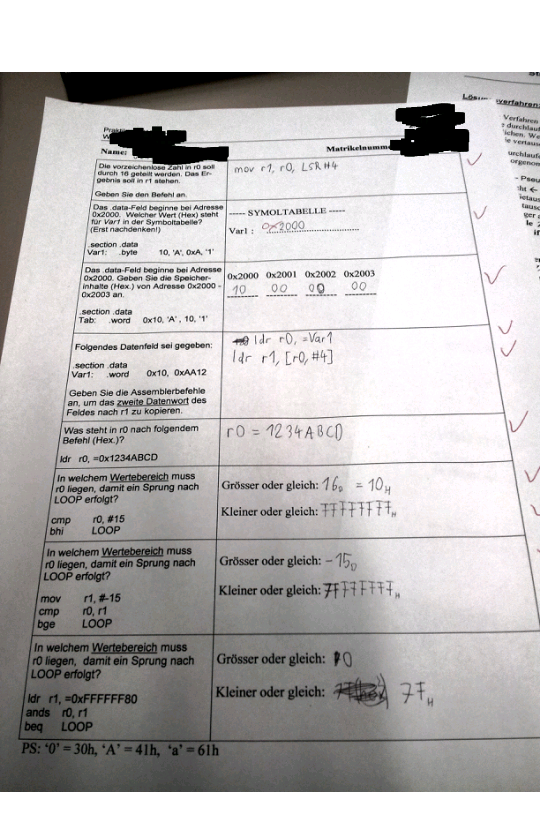 Name:
Matrikelnumme
Die vorzeichenlose Zahl in r0 soll
durch 16 geteilt werden. Das Er-
gebnis soll in r1 stehen.
Geben Sie den Befehl an.
mov r1, r0, LSR #4
Das .data-Feld beginne bei Adresse
0x2000. Welcher Wert (Hex) steht
für Var1 in der Symboltabelle?
(Erst nachdenken!)
.section .data
Var1: .byte 10, 'A', 0xA, '1'
----- SYMOLTABELLE -----
Var1 : 0x2000
Das .data-Feld beginne bei Adresse
0x2000. Geben Sie die Speicher-
inhalte (Hex.) von Adresse 0x2000 -
0x2003 an.
.section .data
Tab: .word 0x10, 'A' , 10, '1'
0x2000 0x2001 0x2002 0x2003
10 00 00 00
Folgendes Datenfeld sei gegeben:
.section .data
Var1: .word 0x10, 0xAA12
Geben Sie die Assemblerbefehle
an, um das zweite Datenwort des
Feldes nach r1 zu kopieren.
ldr r0, =Var1
ldr r1, [r0, #4]
Was steht in r0 nach folgendem
Befehl (Hex.)?
ldr r0, =0x1234ABCD
r0 = 1234ABCD
In welchem Wertebereich muss
r0 liegen, damit ein Sprung nach
LOOP erfolgt?
cmp r0, #15
bhi LOOP
Grösser oder gleich: 16D = 10H
Kleiner oder gleich: FFFFFFFFH
In welchem Wertebereich muss
r0 liegen, damit ein Sprung nach
LOOP erfolgt?
mov r1, #-15
cmp r0, r1
bge LOOP
Grösser oder gleich: -15D
Kleiner oder gleich: 7FFFFFFFH
In welchem Wertebereich muss
r0 liegen, damit ein Sprung nach
LOOP erfolgt?
ldr r1, =0xFFFFFF80
ands r0, r1
beq LOOP
Grösser oder gleich: 0
Kleiner oder gleich: 7FH
PS: '0' = 30h, 'A' = 41h, 'a' = 61h